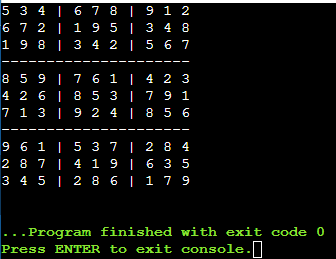 5 3 4 | 6 7 8 | 9 1 2
6 7 2 | 1 9 5 | 3 4 8
1 9 8 | 3 4 2 | 5 6 7
---------------------
8 5 9 | 7 6 1 | 4 2 3
4 2 6 | 8 5 3 | 7 9 1
7 1 3 | 9 2 4 | 8 5 6
---------------------
9 6 1 | 5 3 7 | 2 8 4
2 8 7 | 4 1 9 | 6 3 5
3 4 5 | 2 8 6 | 1 7 9
...Program finished with exit code 0
Press ENTER to exit console.